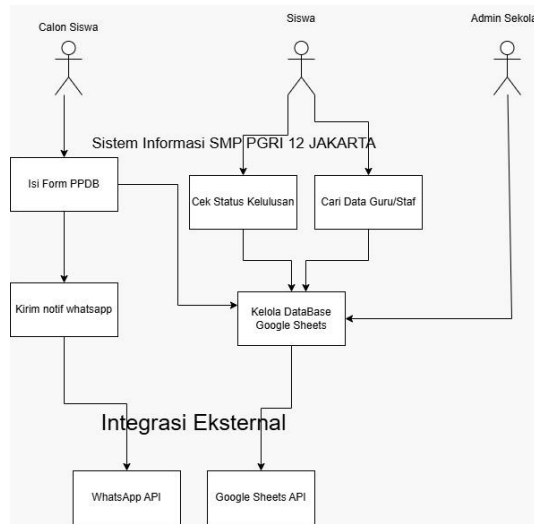 Calon Siswa
Siswa
Admin Sekola
Sistem Informasi SMP PGRI 12 JAKARTA
Isi Form PPDB
Cek Status Kelulusan
Cari Data Guru/Staf
Kirim notif whatsapp
Kelola DataBase
Google Sheets
Integrasi Eksternal
WhatsApp API
Google Sheets API